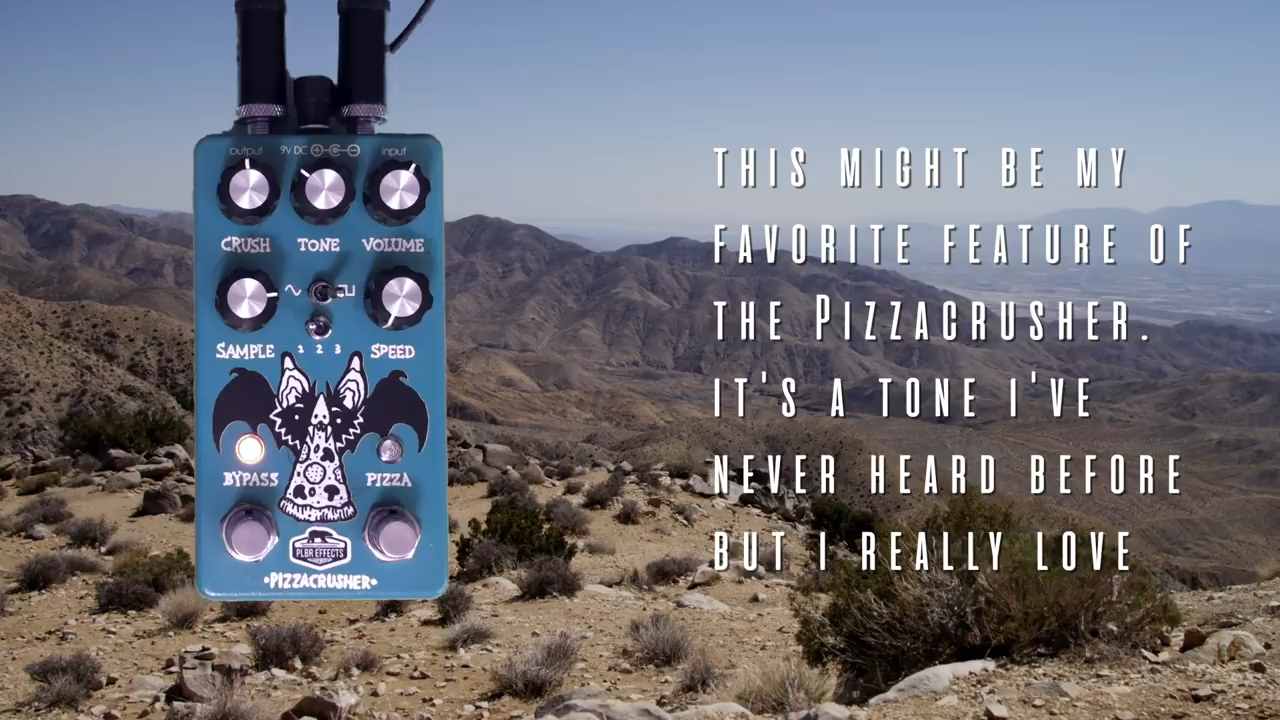 output 9V DC input
CRUSH TONE VOLUME
SAMPLE 1 2 3 SPEED
BYPASS PIZZA
PLBR EFFECTS
•PIZZACRUSHER•
THIS MIGHT BE MY
FAVORITE FEATURE OF
THE PIZZACRUSHER.
IT'S A TONE I'VE
NEVER HEARD BEFORE
BUT I REALLY LOVE